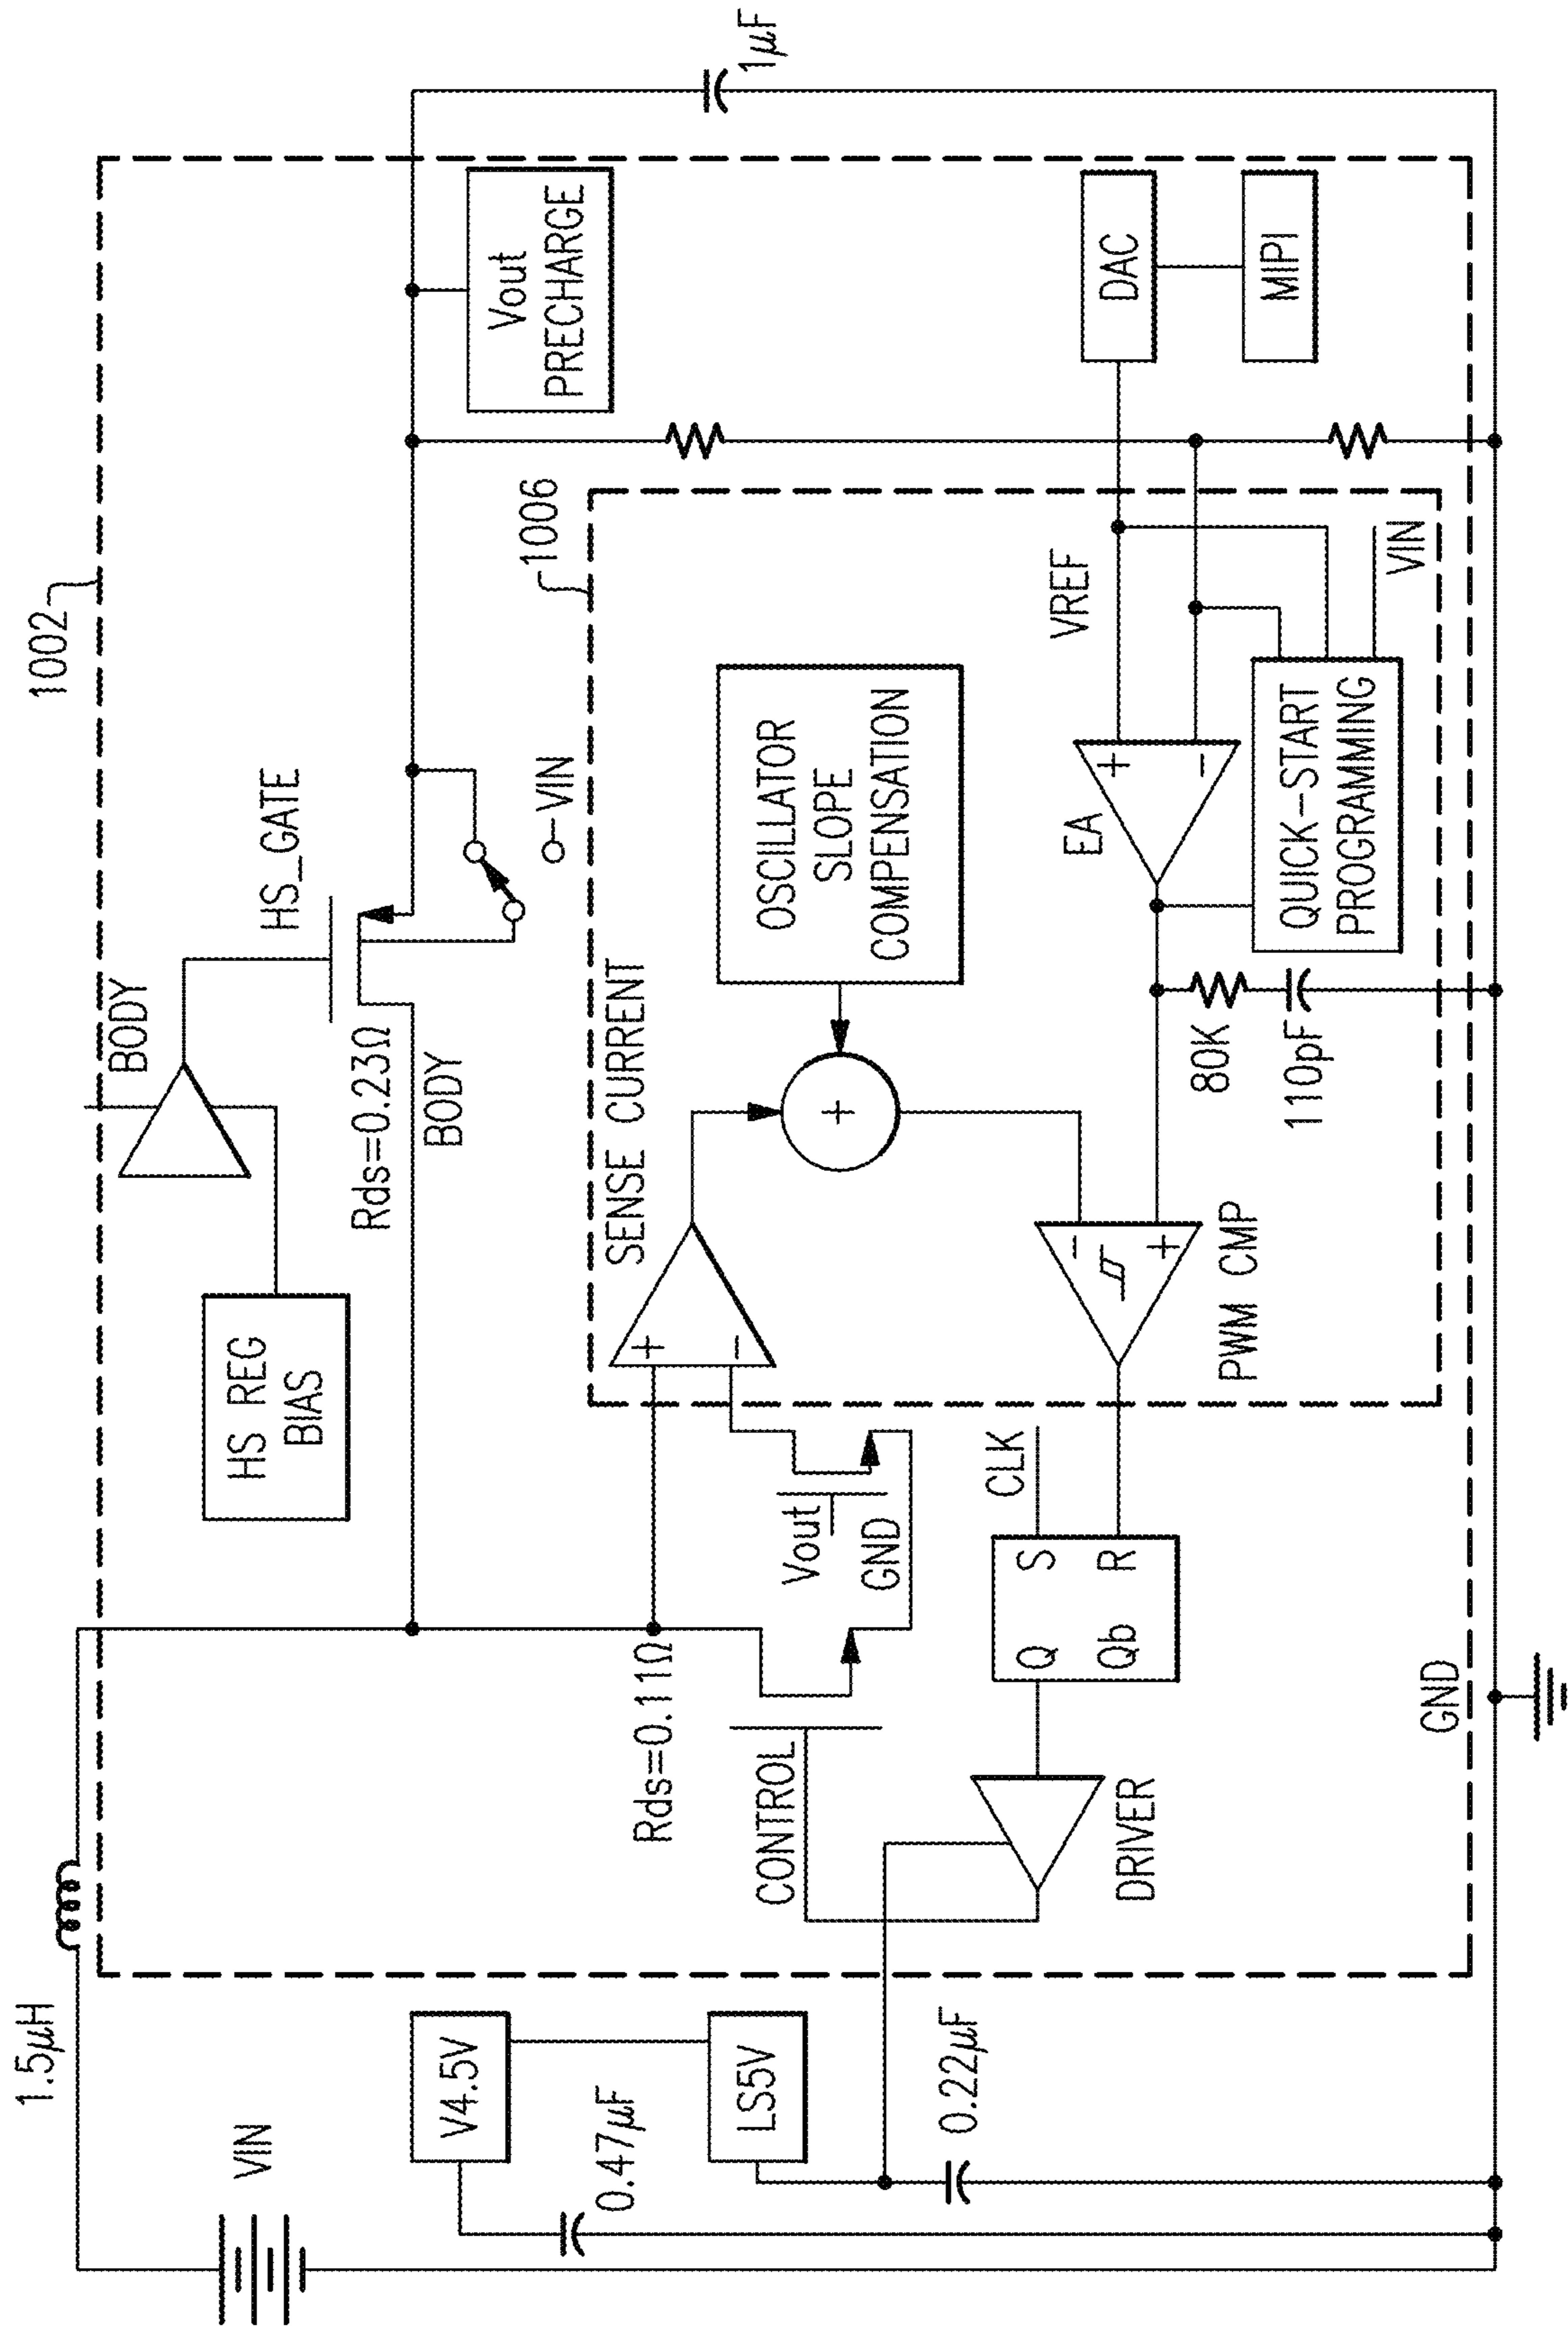 1002
1.5μH
VIN
V4.5V
0.47μF
LS5V
0.22μF
HS REG
BIAS
BODY
HS_GATE
Rds=0.23Ω
BODY
VIN
Vout
PRECHARGE
1μF
1006
SENSE CURRENT
+
−
OSCILLATOR
SLOPE
COMPENSATION
+
Rds=0.11Ω
CONTROL
Vout
GND
CLK
Q
S
Qb
R
DRIVER
−
+
PWM CMP
80K
110pF
EA
+
−
VREF
QUICK−START
PROGRAMMING
VIN
DAC
MIPI
GND